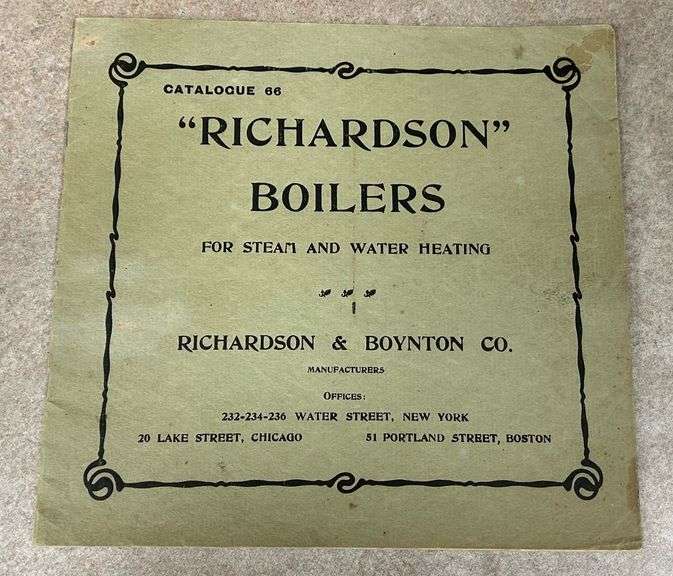 CATALOGUE 66
“RICHARDSON”
BOILERS
FOR STEAM AND WATER HEATING
RICHARDSON & BOYNTON CO.
MANUFACTURERS
OFFICES:
232-234-236 WATER STREET, NEW YORK
20 LAKE STREET, CHICAGO 51 PORTLAND STREET, BOSTON